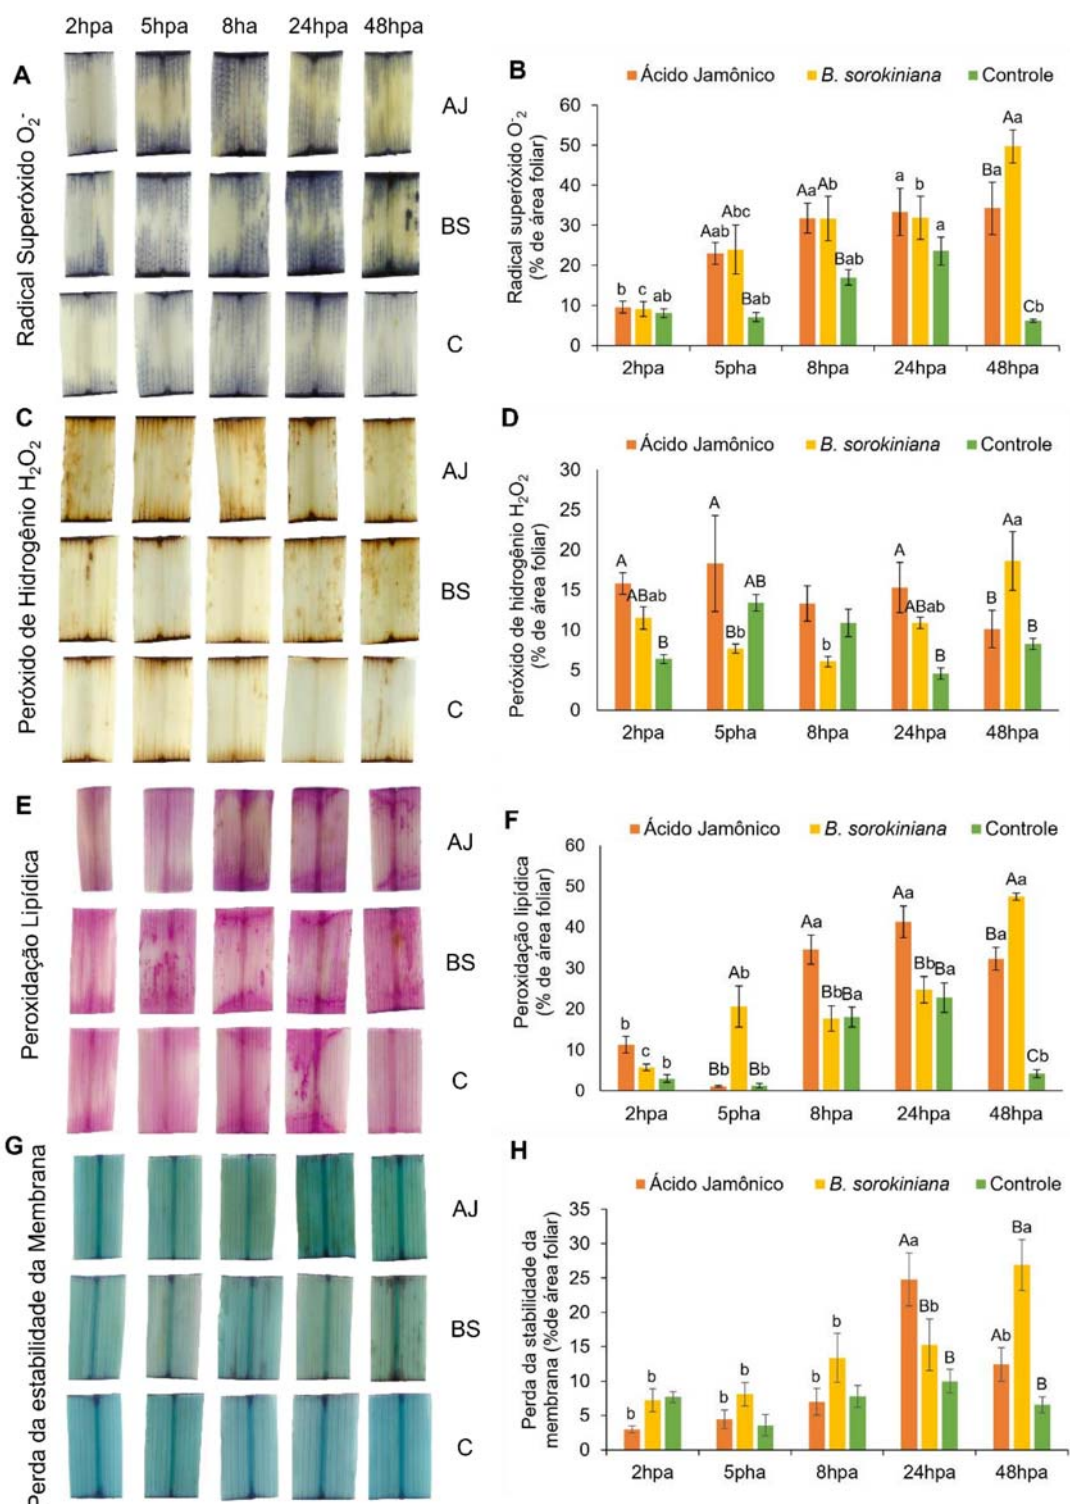 2hpa 5hpa 8ha 24hpa 48hpa
A
Radical Superóxido O₂⁻
AJ
BS
C
B
Ácido Jamônico B. sorokiniana Controle
Radical superóxido O₂⁻
(% de área foliar)
60
50
40
30
20
10
0
b c ab
Aab Abc Bab
Aa Ab Bab
a b a
Ba Aa Cb
2hpa 5pha 8hpa 24hpa 48hpa
C
Peróxido de Hidrogênio H₂O₂
AJ
BS
C
D
Ácido Jamônico B. sorokiniana Controle
Peróxido de hidrogênio H₂O₂
(% de área foliar)
30
25
20
15
10
5
0
A ABab B
A Bb AB
b
A ABab B
B Aa B
2hpa 5pha 8hpa 24hpa 48hpa
E
Peroxidação Lipídica
AJ
BS
C
F
Ácido Jamônico B. sorokiniana Controle
Peroxidação lipídica
(% de área foliar)
60
50
40
30
20
10
0
b c b
Bb Ab Bb
Aa Bb Ba
Aa Bb Ba
Ba Aa Cb
2hpa 5pha 8hpa 24hpa 48hpa
G
Perda da estabilidade da Membrana
AJ
BS
C
H
Ácido Jamônico B. sorokiniana Controle
Perda da stabilidade da
membrana (%de área foliar)
35
30
25
20
15
10
5
0
b b
b b
b b
Aa Bb B
Ab Ba B
2hpa 5pha 8hpa 24hpa 48hpa